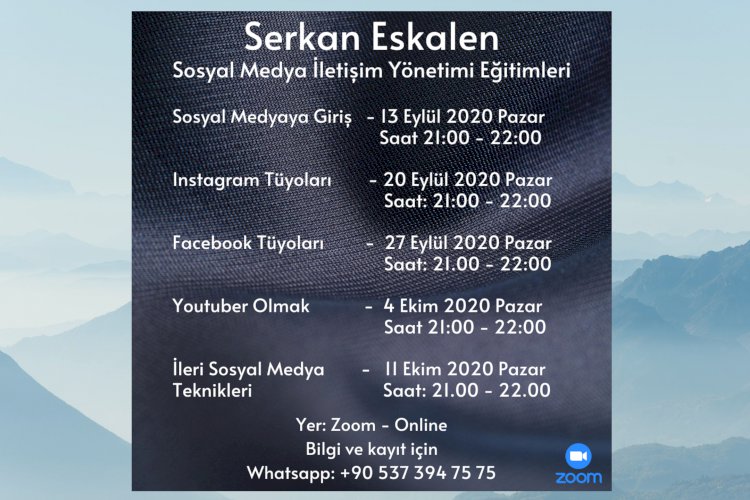 Serkan Eskalen
Sosyal Medya İletişim Yönetimi Eğitimleri
Sosyal Medyaya Giriş - 13 Eylül 2020 Pazar
Saat 21:00 - 22:00
Instagram Tüyoları - 20 Eylül 2020 Pazar
Saat: 21:00 - 22:00
Facebook Tüyoları - 27 Eylül 2020 Pazar
Saat: 21.00 - 22:00
Youtuber Olmak - 4 Ekim 2020 Pazar
Saat 21:00 - 22:00
İleri Sosyal Medya - 11 Ekim 2020 Pazar
Teknikleri Saat: 21.00 - 22.00
Yer: Zoom - Online
Bilgi ve kayıt için
Whatsapp: +90 537 394 75 75
zoom